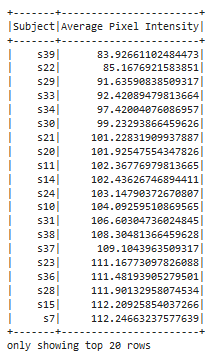 +-------+-----------------------+
|Subject|Average Pixel Intensity|
+-------+-----------------------+
| s39| 83.92661102484473|
| s22| 85.1676921583851|
| s29| 91.63590838509317|
| s33| 92.42089479813664|
| s34| 97.42004076086957|
| s30| 99.23293866459626|
| s21| 101.22831909937887|
| s20| 101.92547554347826|
| s11| 102.36776979813665|
| s14| 102.43626746894411|
| s24| 103.14790372670807|
| s10| 104.09259510869565|
| s31| 106.60304736024845|
| s38| 108.30481366459628|
| s37| 109.1043963509317|
| s23| 111.16773097826088|
| s36| 111.48193905279501|
| s28| 111.90132958074534|
| s15| 112.20925854037266|
| s7| 112.24663237577639|
+-------+-----------------------+
only showing top 20 rows